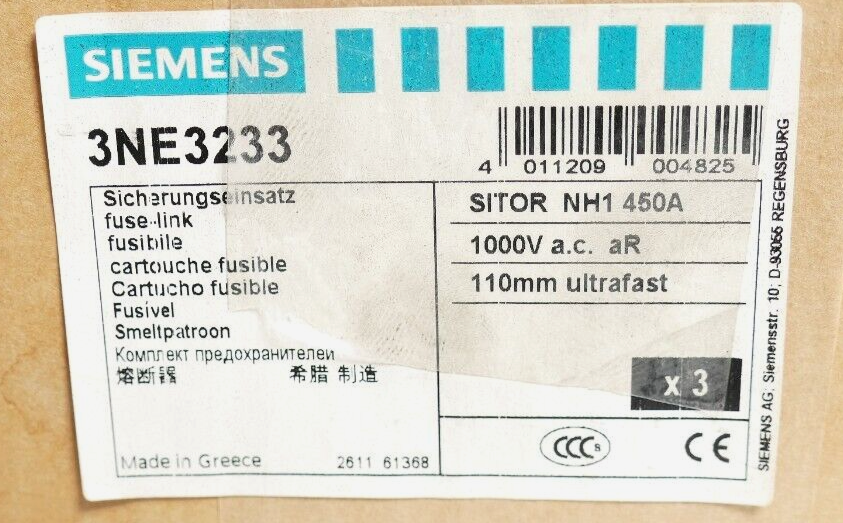 SIEMENS
3NE3233
4 011209 004825
Sicherungseinsatz
fuse-link
fusibile
cartouche fusible
Cartucho fusible
Fusivel
Smeltpatroon
Комплект предохранителеи
熔断器 希腊 制造
Made in Greece 2611 61368
SITOR NH1 450A
1000V a.c. aR
110mm ultrafast
x 3
CCC s
CE
SIEMENS AG; Siemensstr. 10; D-93055 REGENSBURG